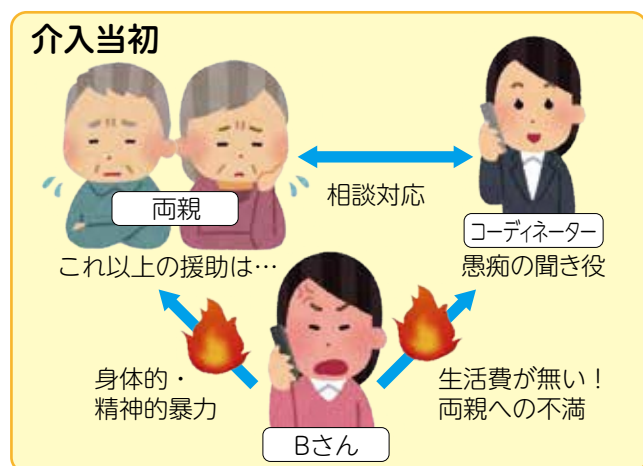 介入当初
両親
相談対応
コーディネーター
これ以上の援助は…
愚痴の聞き役
身体的・
精神的暴力
生活費が無い！
両親への不満
Bさん